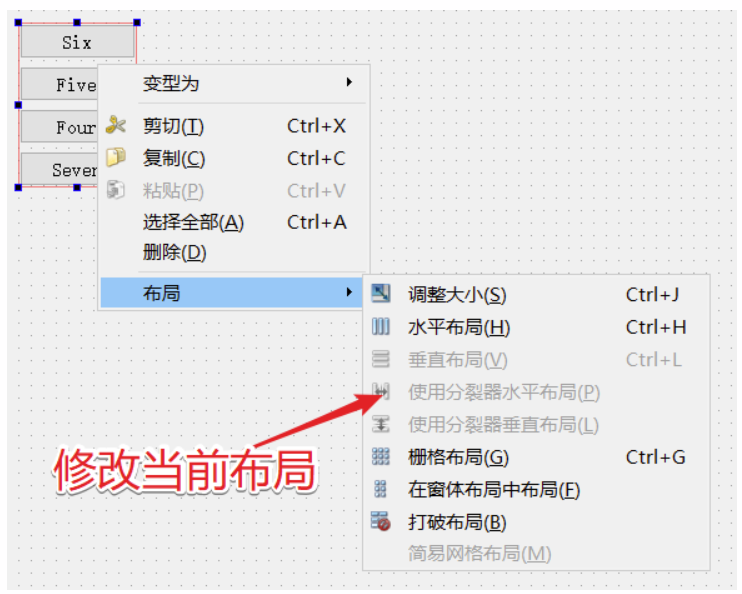 Six
Five
Four
Seven
变型为
剪切(T) Ctrl+X
复制(C) Ctrl+C
粘贴(P) Ctrl+V
选择全部(A) Ctrl+A
删除(D)
布局
调整大小(S) Ctrl+J
水平布局(H) Ctrl+H
垂直布局(V) Ctrl+L
使用分裂器水平布局(P)
使用分裂器垂直布局(L)
栅格布局(G) Ctrl+G
在窗体布局中布局(F)
打破布局(B)
简易网格布局(M)
修改当前布局